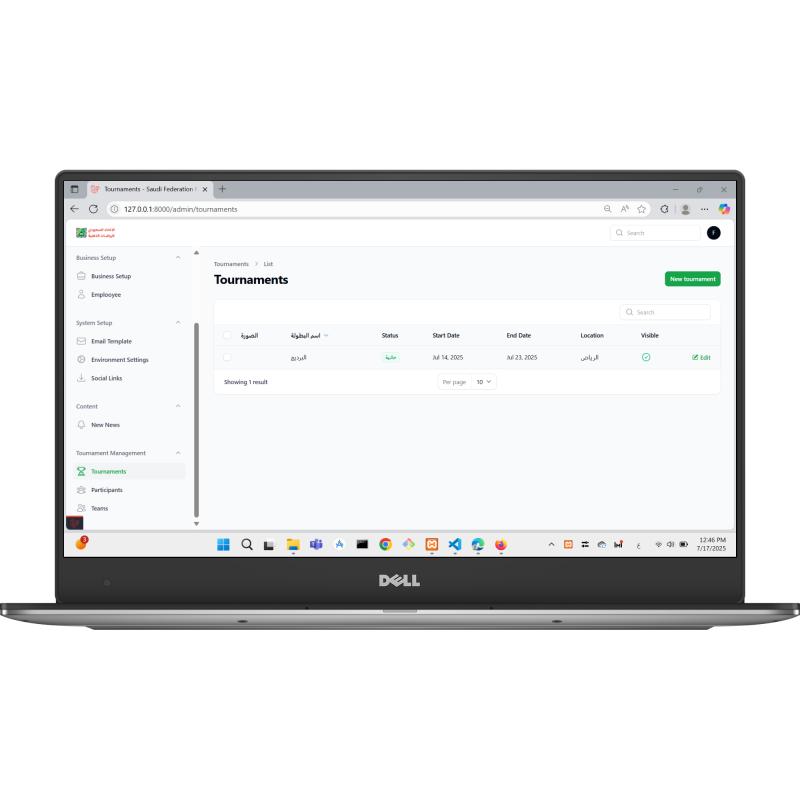 Tournaments - Saudi Federation f
127.0.0.1:8000/admin/tournaments
الاتحاد السعودي
للرياضات الذهنية
Search
F
Business Setup
Business Setup
Employee
System Setup
Email Template
Environment Settings
Social Links
Content
New News
Tournament Management
Tournaments
Participants
Teams
Tournaments > List
Tournaments
New tournament
Search
الصورة اسم البطولة Status Start Date End Date Location Visible
حالية Jul 14, 2025 Jul 23, 2025 الرياض Edit
Showing 1 result
Per page 10
3
ع
12:46 PM
7/17/2025
DELL